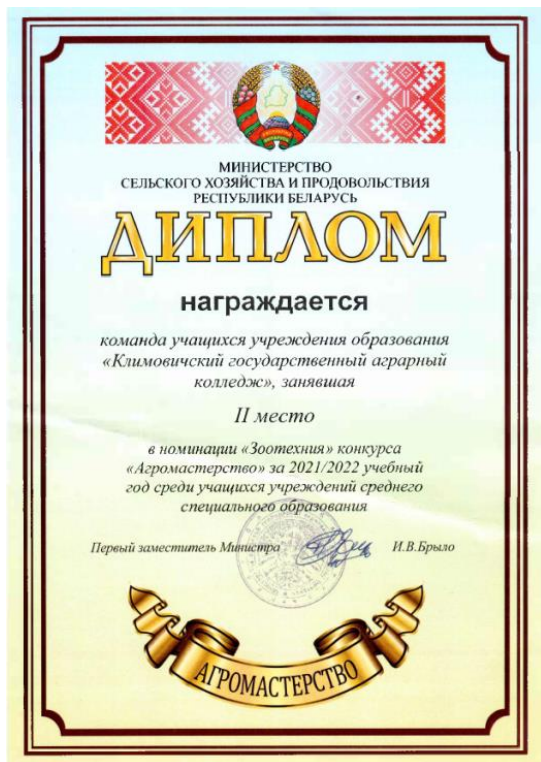 МИНИСТЕРСТВО
СЕЛЬСКОГО ХОЗЯЙСТВА И ПРОДОВОЛЬСТВИЯ
РЕСПУБЛИКИ БЕЛАРУСЬ
ДИПЛОМ
награждается
команда учащихся учреждения образования
«Климовичский государственный аграрный
колледж», занявшая
II место
в номинации «Зоотехния» конкурса
«Агромастерство» за 2021/2022 учебный
год среди учащихся учреждений среднего
специального образования
Первый заместитель Министра И.В.Брыло
АГРОМАСТЕРСТВО